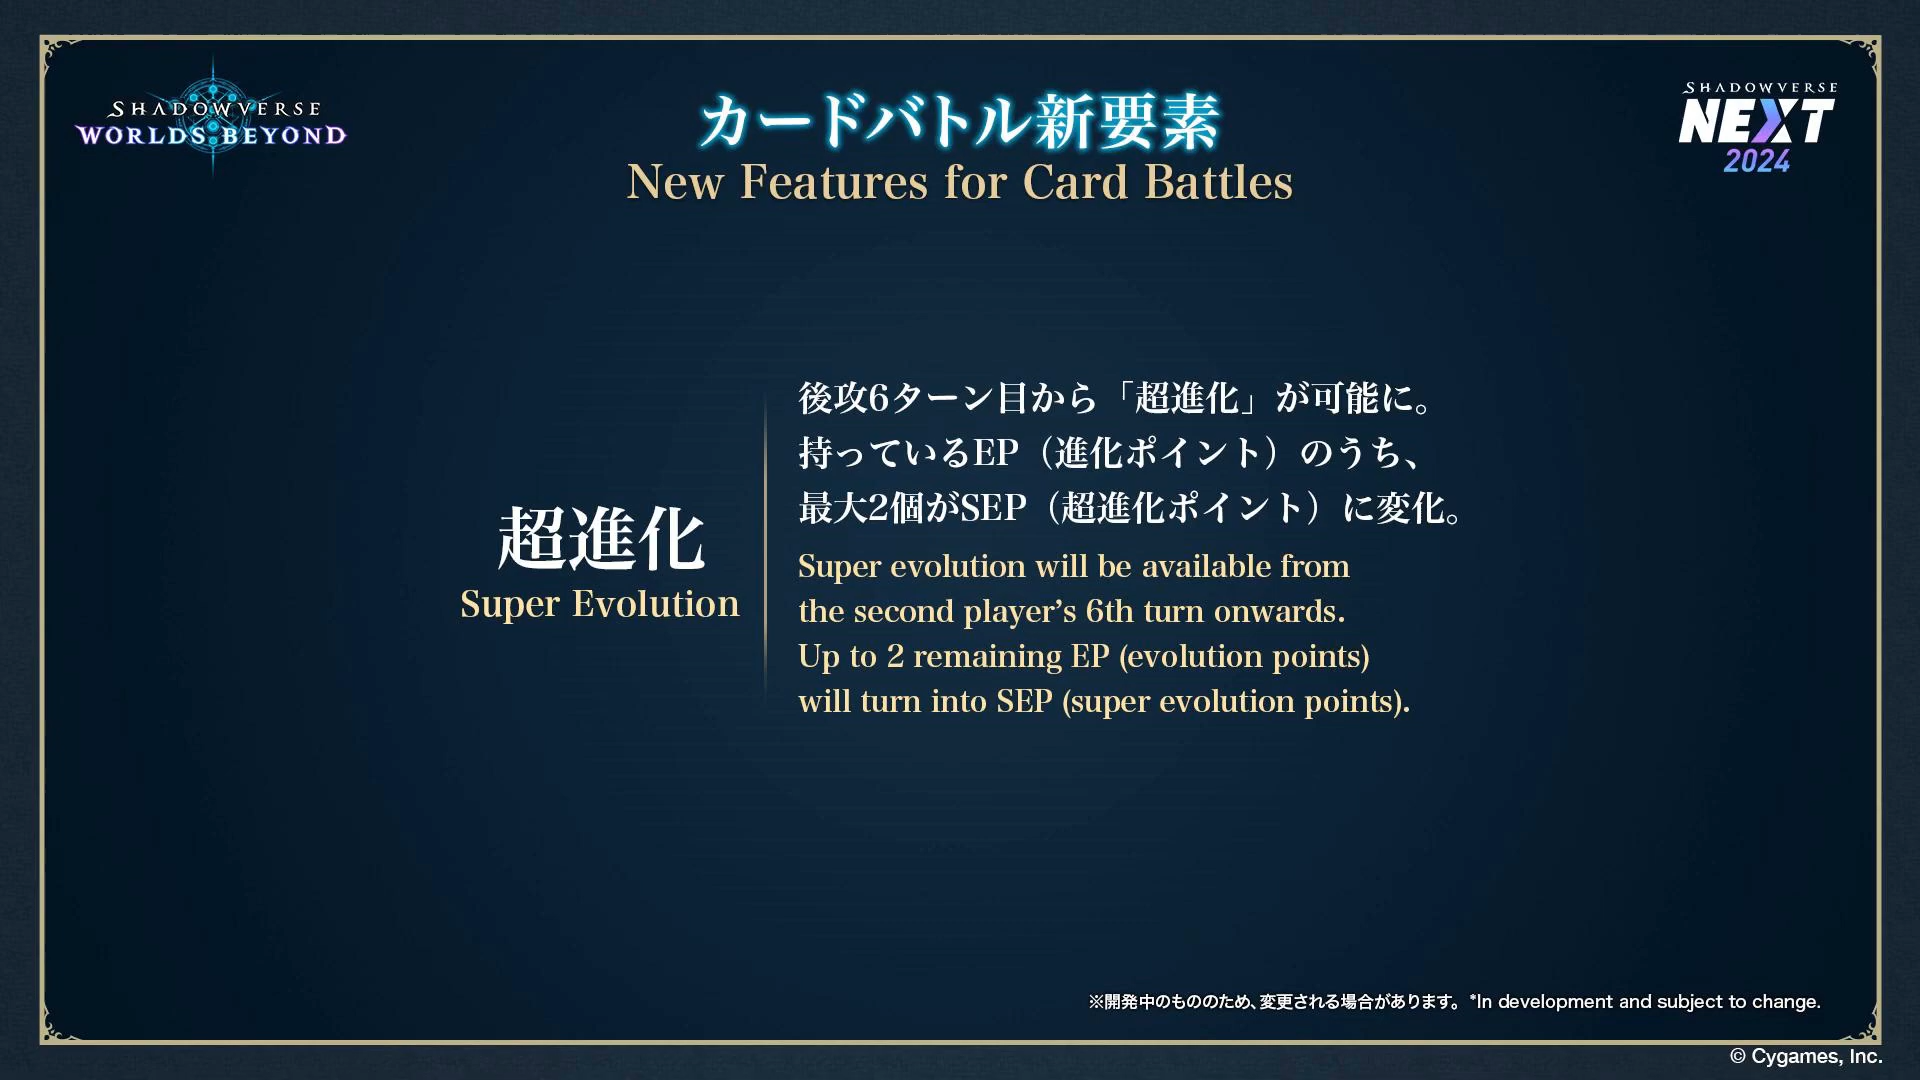 SHADOWVERSE
WORLDS BEYOND
カードバトル新要素
New Features for Card Battles
SHADOWVERSE
NEXT
2024
超進化
Super Evolution
後攻6ターン目から「超進化」が可能に。
持っているEP（進化ポイント）のうち、
最大2個がSEP（超進化ポイント）に変化。
Super evolution will be available from
the second player’s 6th turn onwards.
Up to 2 remaining EP (evolution points)
will turn into SEP (super evolution points).
※開発中のもののため、変更される場合があります。 *In development and subject to change.
© Cygames, Inc.